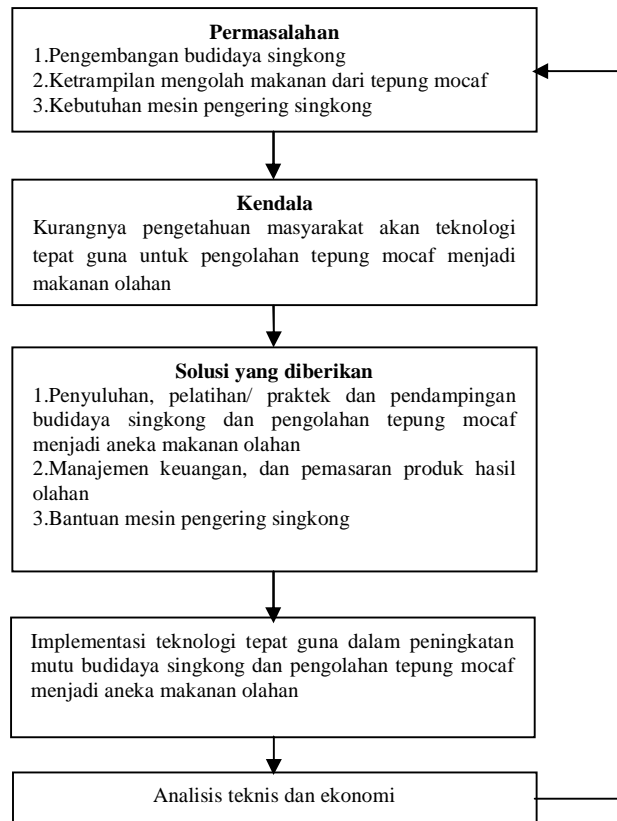 Permasalahan
1.Pengembangan budidaya singkong
2.Ketrampilan mengolah makanan dari tepung mocaf
3.Kebutuhan mesin pengering singkong
Kendala
Kurangnya pengetahuan masyarakat akan teknologi
tepat guna untuk pengolahan tepung mocaf menjadi
makanan olahan
Solusi yang diberikan
1.Penyuluhan, pelatihan/ praktek dan pendampingan
budidaya singkong dan pengolahan tepung mocaf
menjadi aneka makanan olahan
2.Manajemen keuangan, dan pemasaran produk hasil
olahan
3.Bantuan mesin pengering singkong
Implementasi teknologi tepat guna dalam peningkatan
mutu budidaya singkong dan pengolahan tepung mocaf
menjadi aneka makanan olahan
Analisis teknis dan ekonomi